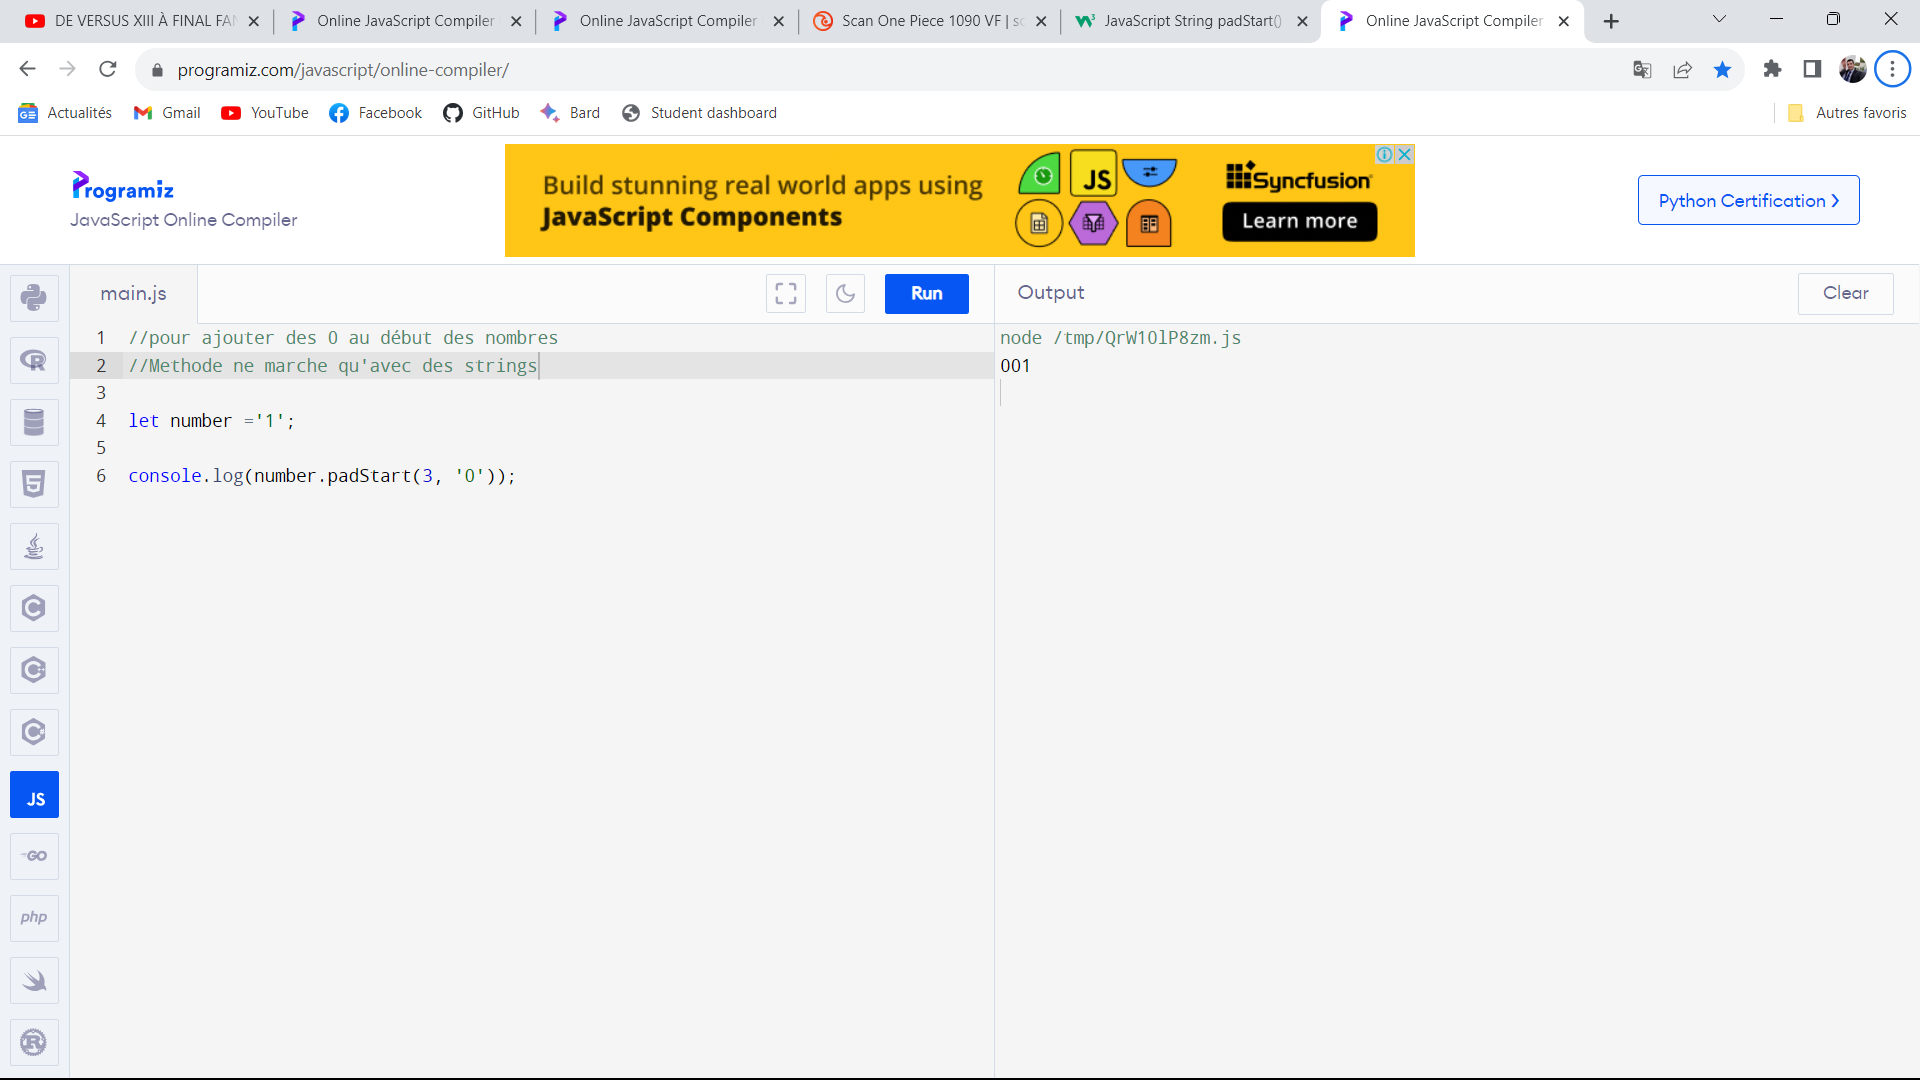 DE VERSUS XIII À FINAL FAN
Online JavaScript Compiler
Online JavaScript Compiler
Scan One Piece 1090 VF | sc
JavaScript String padStart()
Online JavaScript Compiler
programiz.com/javascript/online-compiler/
Actualités
Gmail
YouTube
Facebook
GitHub
Bard
Student dashboard
Autres favoris
Programiz
JavaScript Online Compiler
Build stunning real world apps using
JavaScript Components
JS
Syncfusion
Learn more
Python Certification >
main.js
Run
Output
Clear
1 //pour ajouter des 0 au début des nombres
2 //Methode ne marche qu'avec des strings
3
4 let number ='1';
5
6 console.log(number.padStart(3, '0'));
node /tmp/QrW1OlP8zm.js
001
JS
GO
php